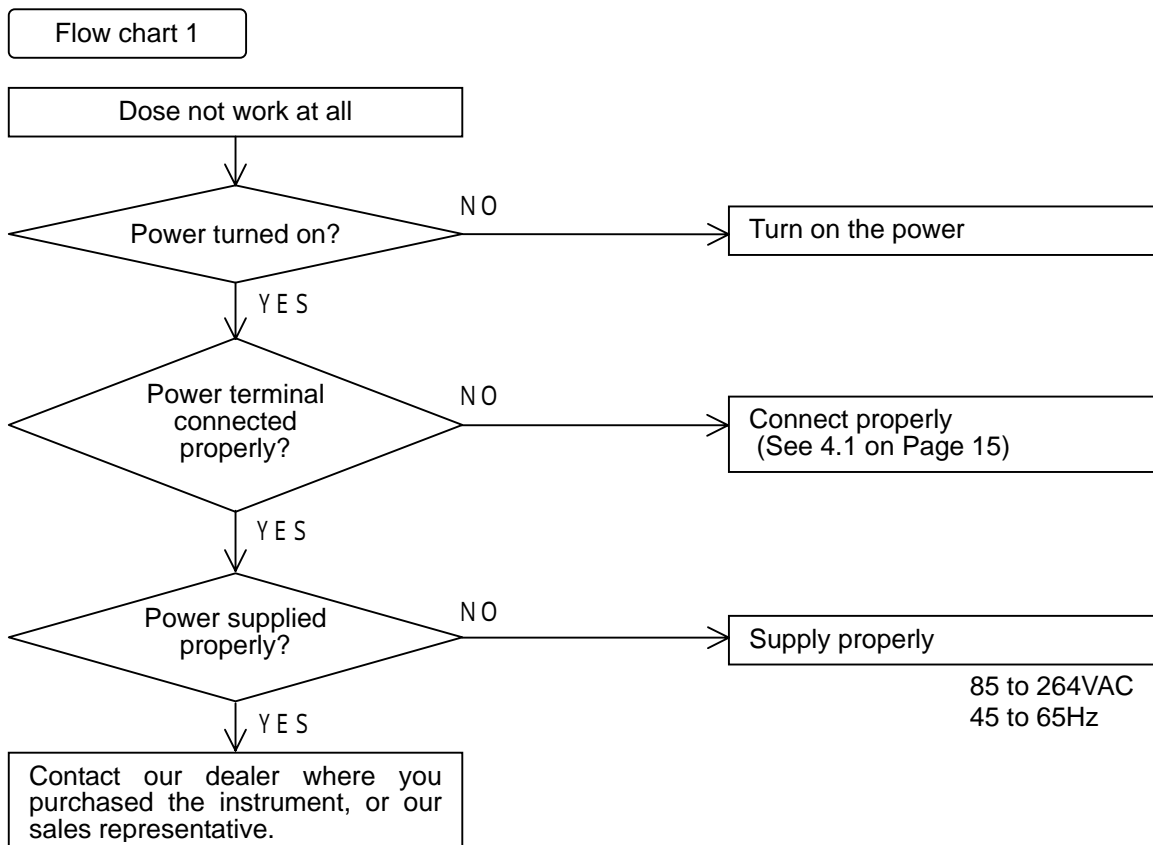 Flow chart 1
Dose not work at all
Power turned on?
NO
Turn on the power
YES
Power terminal
connected
properly?
NO
Connect properly
(See 4.1 on Page 15)
YES
Power supplied
properly?
NO
Supply properly
85 to 264VAC
45 to 65Hz
YES
Contact our dealer where you
purchased the instrument, or our
sales representative.